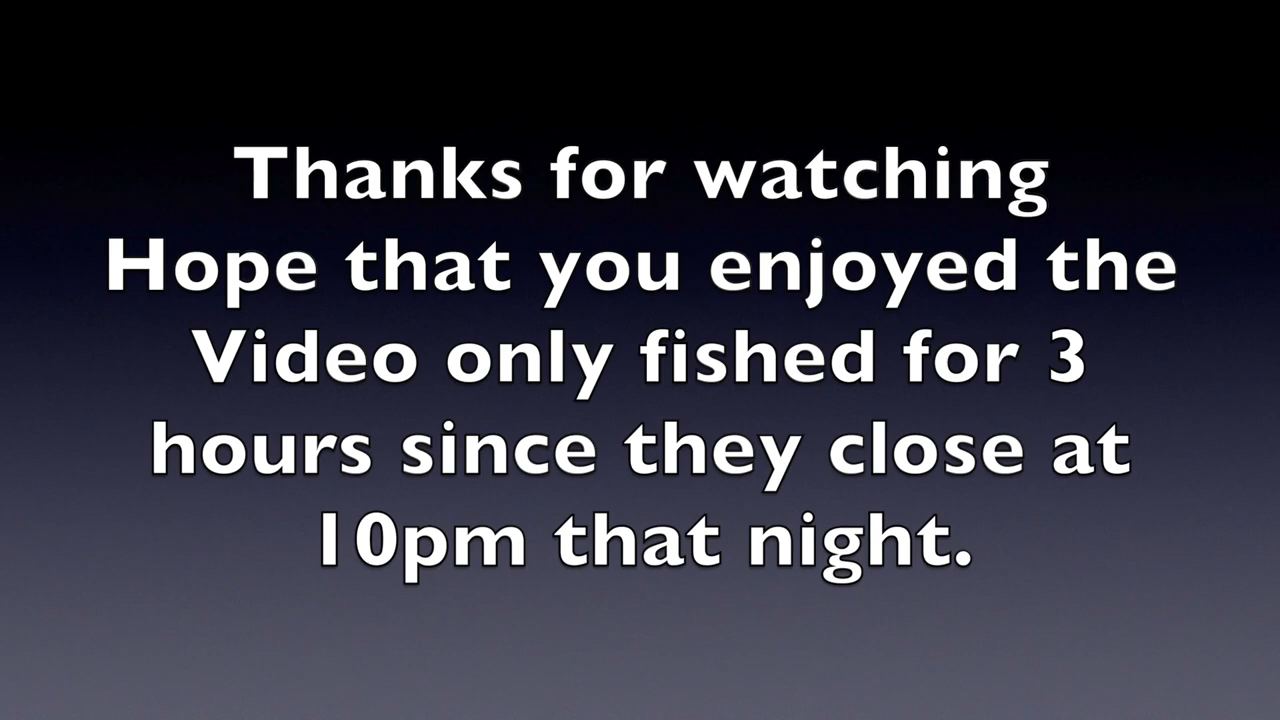 Thanks for watching
Hope that you enjoyed the
Video only fished for 3
hours since they close at
10pm that night.